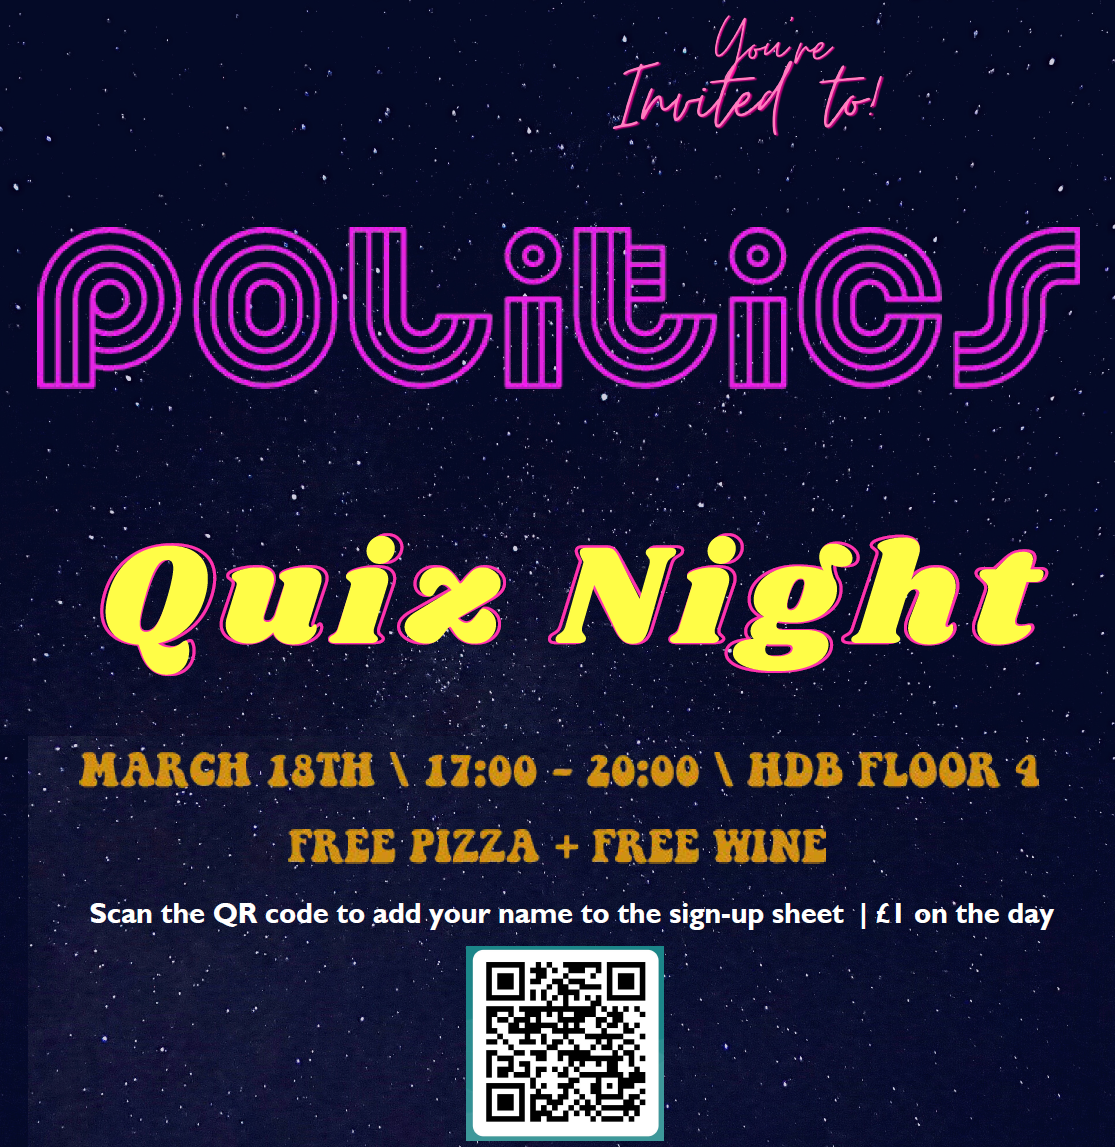 You're
Invited to!
Politics
Quiz Night
MARCH 18TH \ 17:00 – 20:00 \ HDB FLOOR 4
FREE PIZZA + FREE WINE
Scan the QR code to add your name to the sign-up sheet | £1 on the day